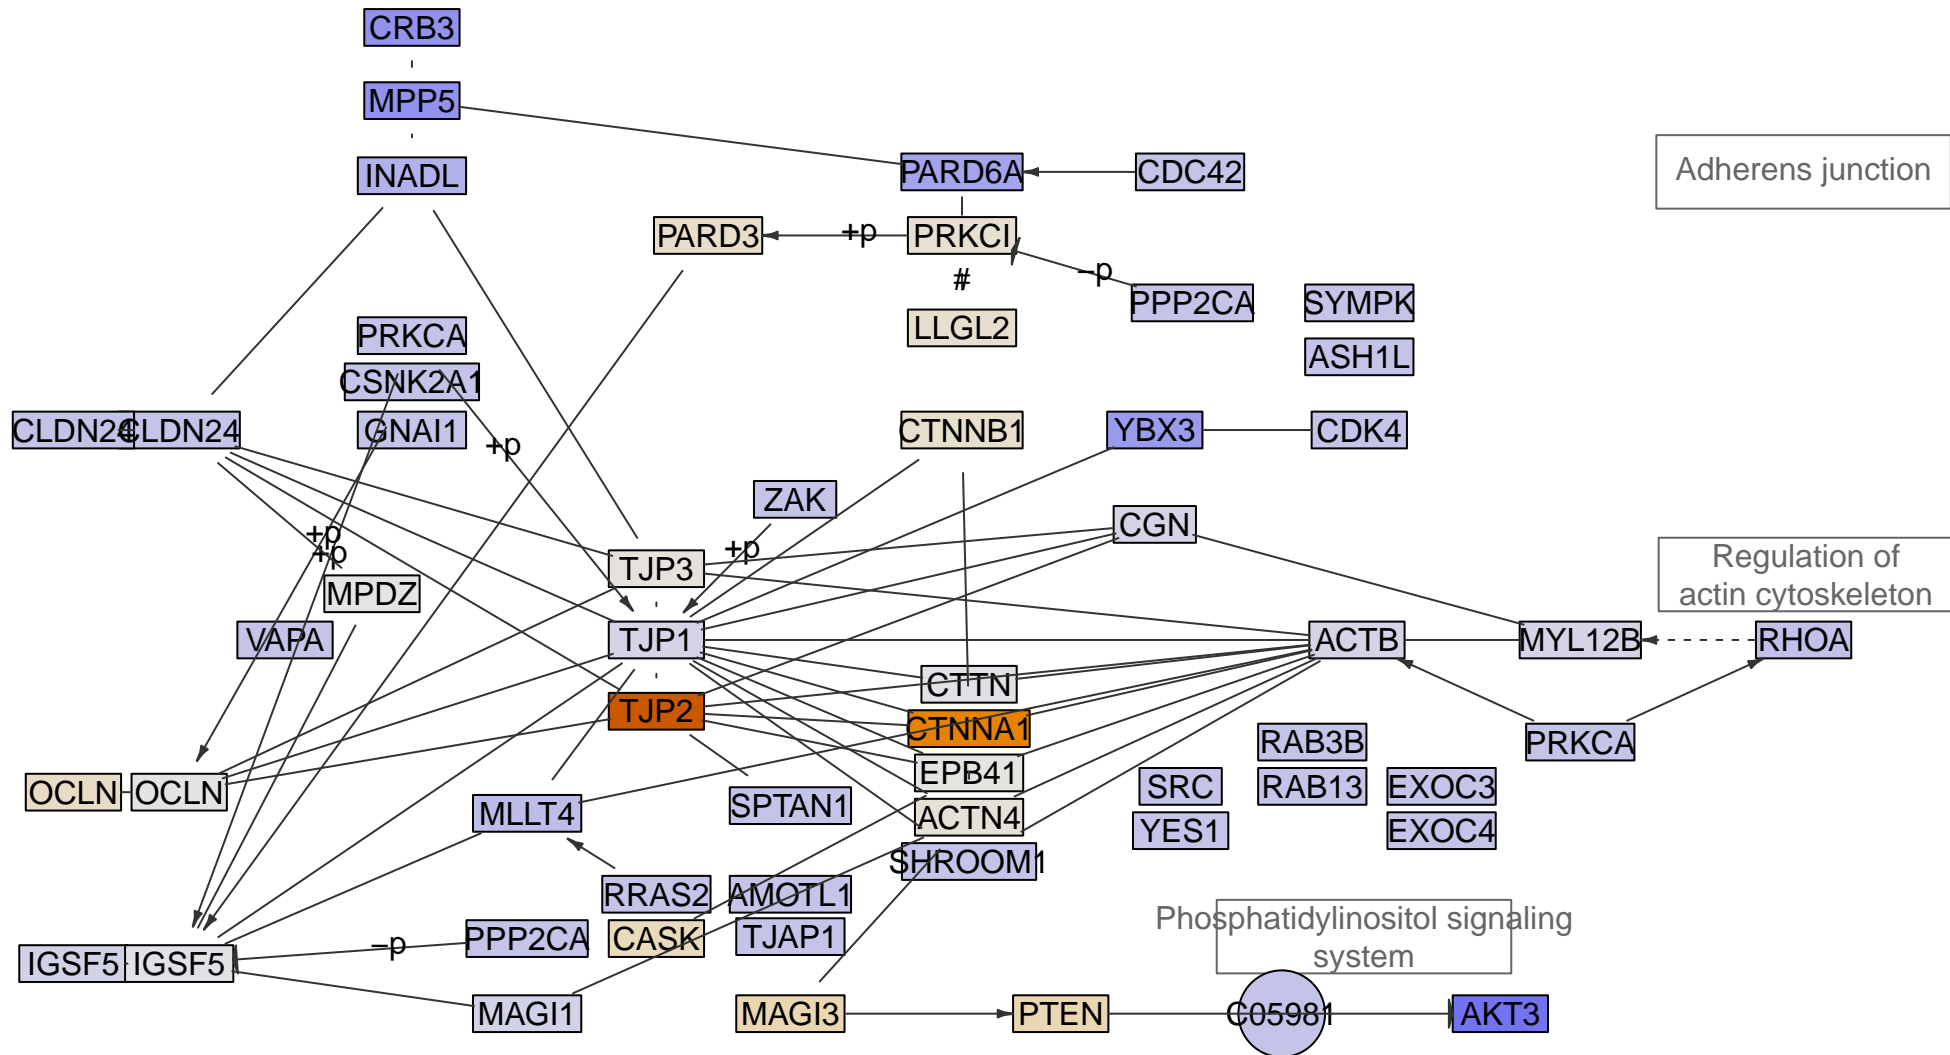 CRB3
MPP5
Adherens junction
INADL
PARD6A
CDC42
PARD3
+p
PRKCI
–p
#
PPP2CA
SYMPK
LLGL2
PRKCA
ASH1L
CSNK2A1
CLDN24
CLDN24
GNAI1
+p
CTNNB1
YBX3
CDK4
ZAK
CGN
+p
+p
+p
TJP3
MPDZ
Regulation of
actin cytoskeleton
VAPA
TJP1
ACTB
MYL12B
RHOA
CTTN
TJP2
CTNNA1
RAB3B
PRKCA
EPB41
OCLN
OCLN
SRC
RAB13
EXOC3
MLLT4
SPTAN1
ACTN4
YES1
EXOC4
SHROOM1
RRAS2
AMOTL1
Phosphatidylinositol signaling
system
–p
PPP2CA
CASK
TJAP1
IGSF5
IGSF5
MAGI1
MAGI3
PTEN
C05981
AKT3